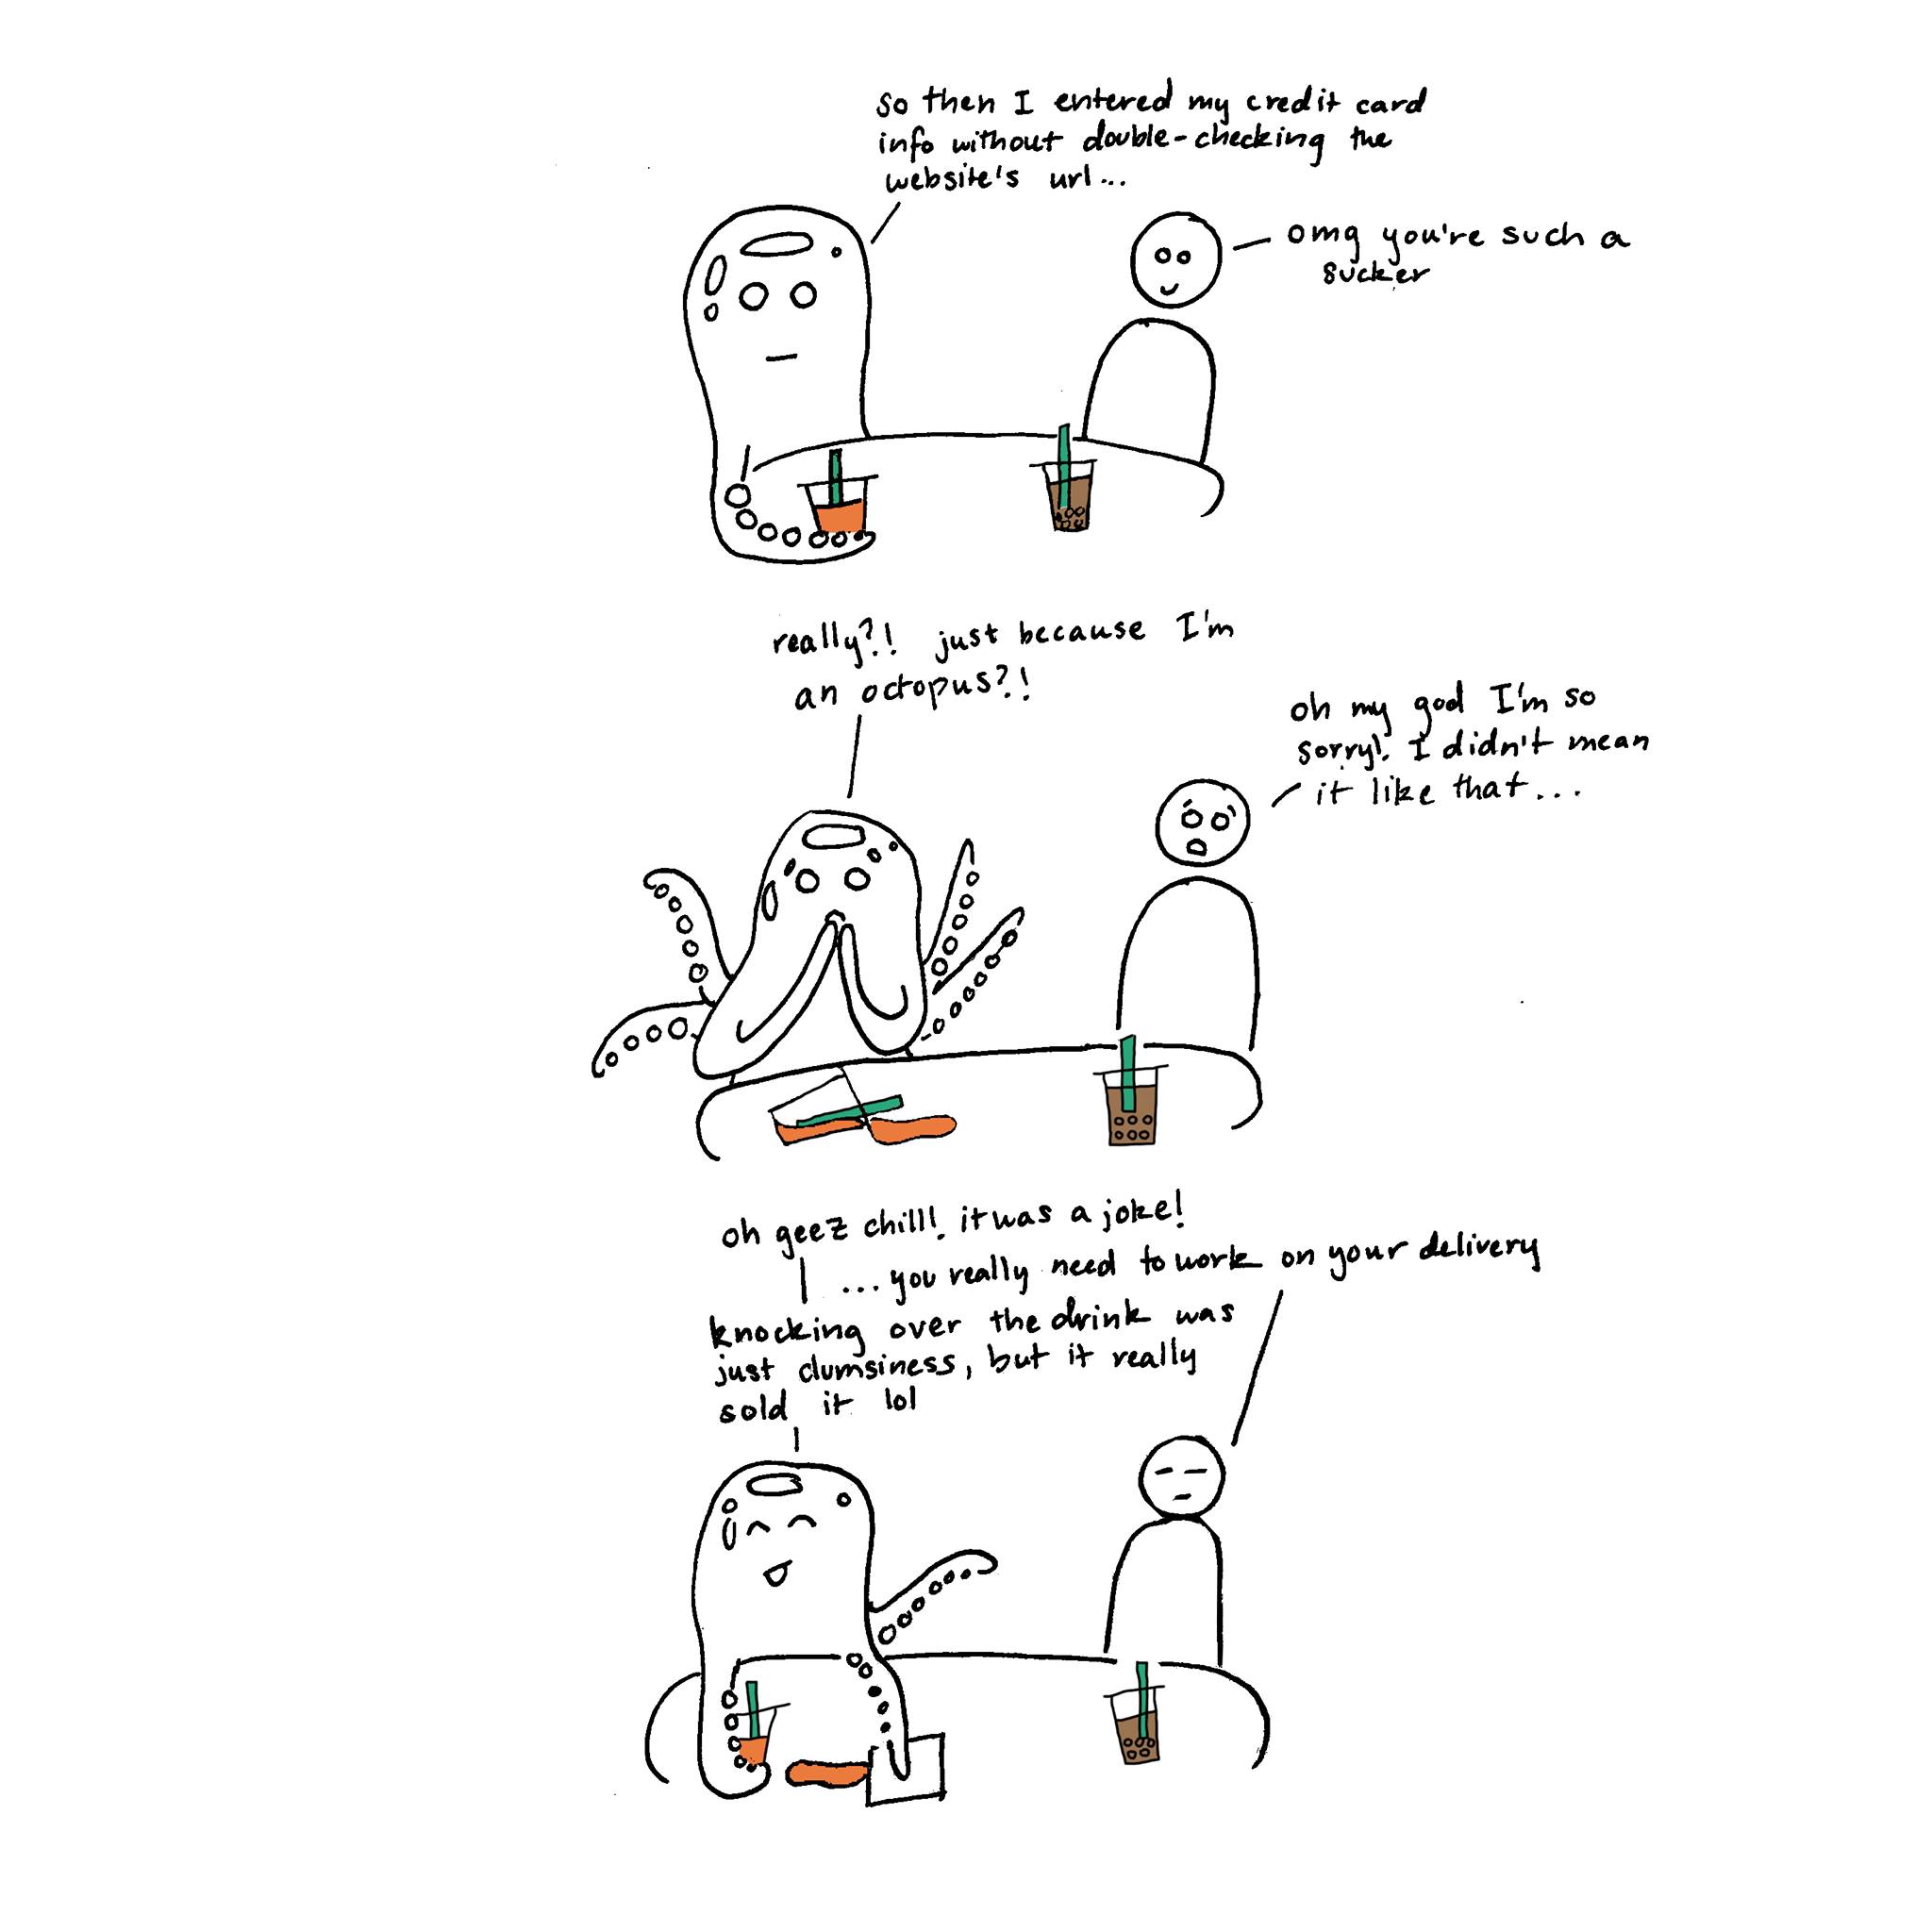 so then I entered my credit card
info without double-checking the
website's url...
omg you're such a
sucker
really?! just because I'm
an octopus?!
oh my god I'm so
sorry! I didn't mean
it like that...
oh geez chill! it was a joke!
...you really need to work on your delivery
knocking over the drink was
just clumsiness, but it really
sold it lol